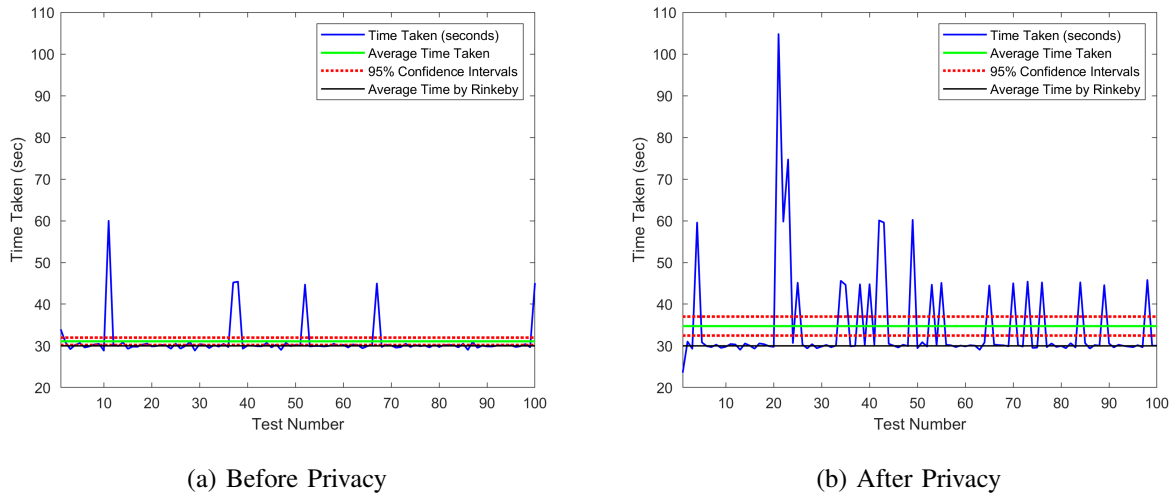 110
100
90
80
70
60
50
40
30
20
Time Taken (sec)
10 20 30 40 50 60 70 80 90 100
Test Number
Time Taken (seconds)
Average Time Taken
95% Confidence Intervals
Average Time by Rinkeby
(a) Before Privacy
110
100
90
80
70
60
50
40
30
20
Time Taken (sec)
10 20 30 40 50 60 70 80 90 100
Test Number
Time Taken (seconds)
Average Time Taken
95% Confidence Intervals
Average Time by Rinkeby
(b) After Privacy